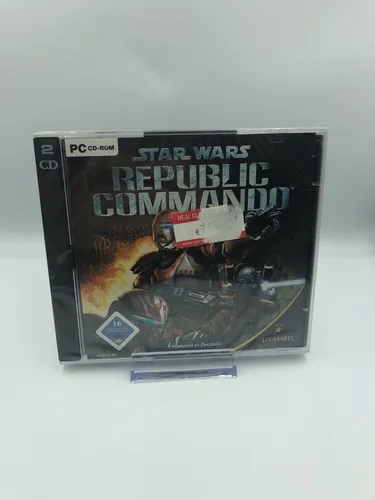 2
CD
PC CD-ROM
STAR WARS
REPUBLIC
COMMANDO
€
16
Komplett in Deutsch!
LUCASARTS